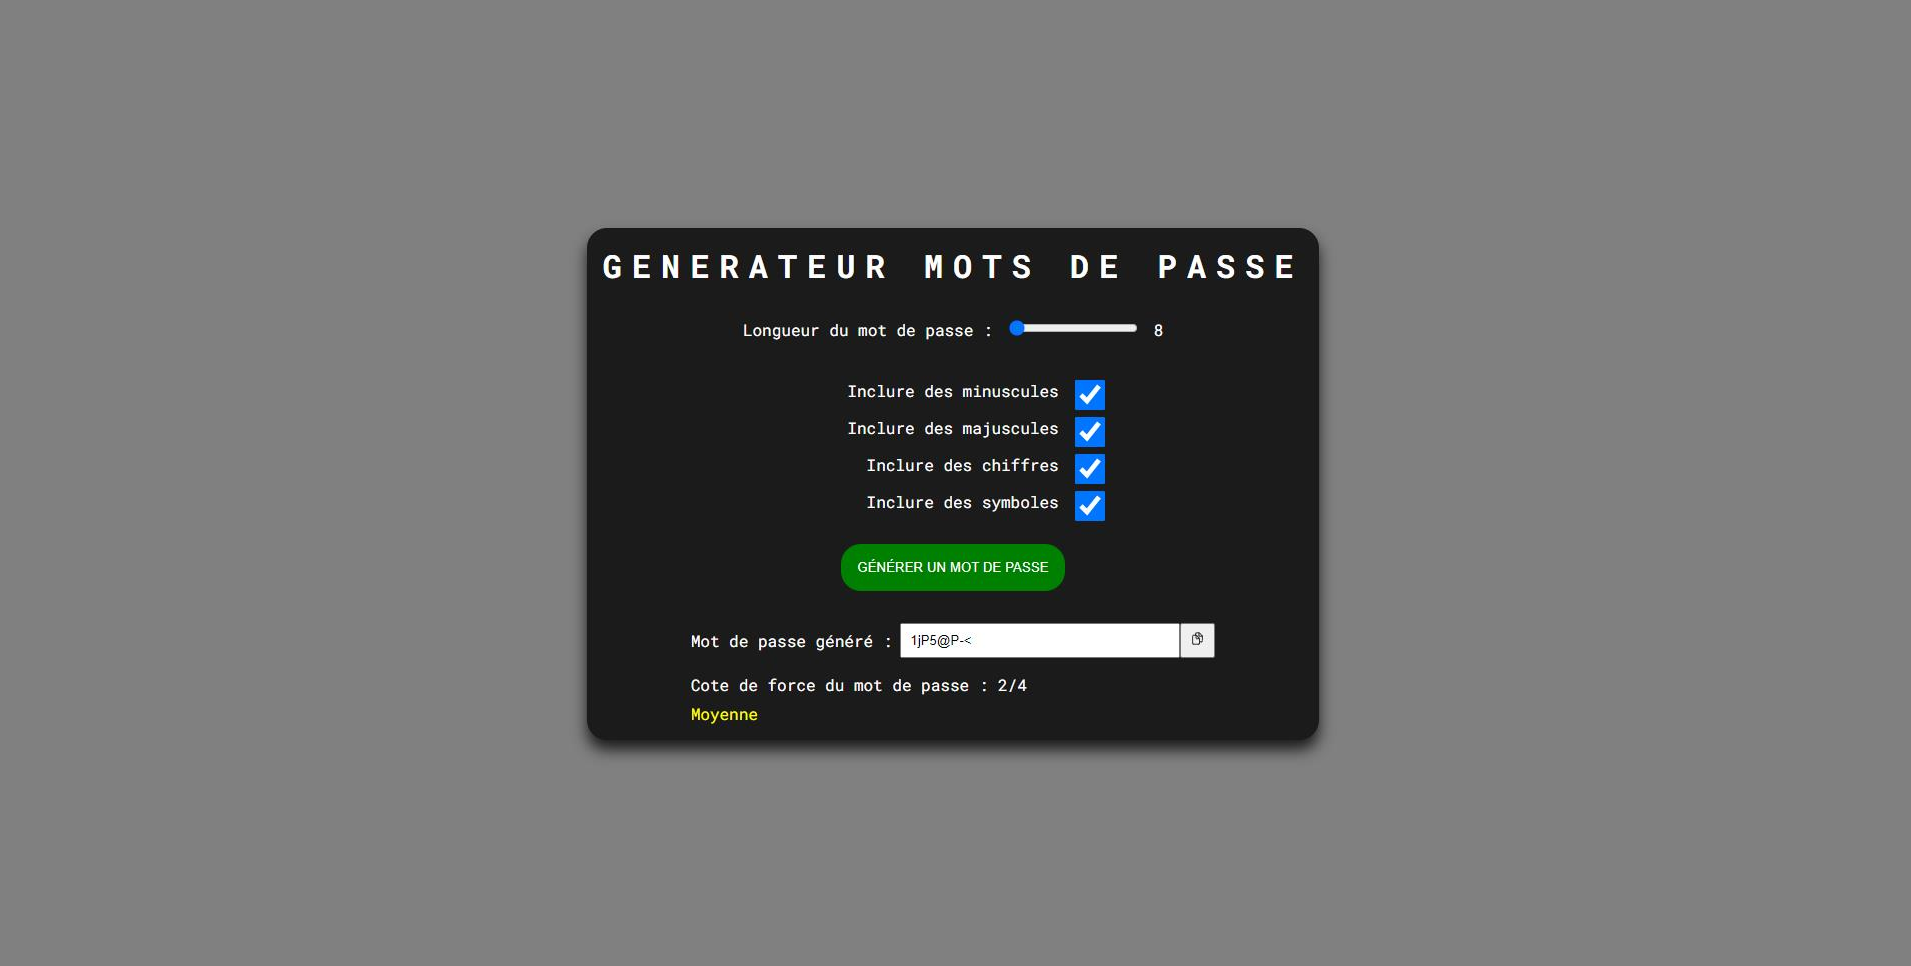 GENERATEUR MOTS DE PASSE
Longueur du mot de passe : 8
Inclure des minuscules
Inclure des majuscules
Inclure des chiffres
Inclure des symboles
GÉNÉRER UN MOT DE PASSE
Mot de passe généré : 1jP5@P-<
Cote de force du mot de passe : 2/4
Moyenne